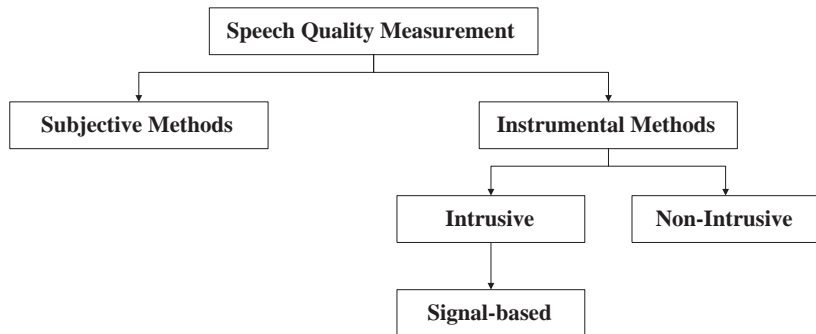 Speech Quality Measurement
Subjective Methods
Instrumental Methods
Intrusive
Non-Intrusive
Signal-based